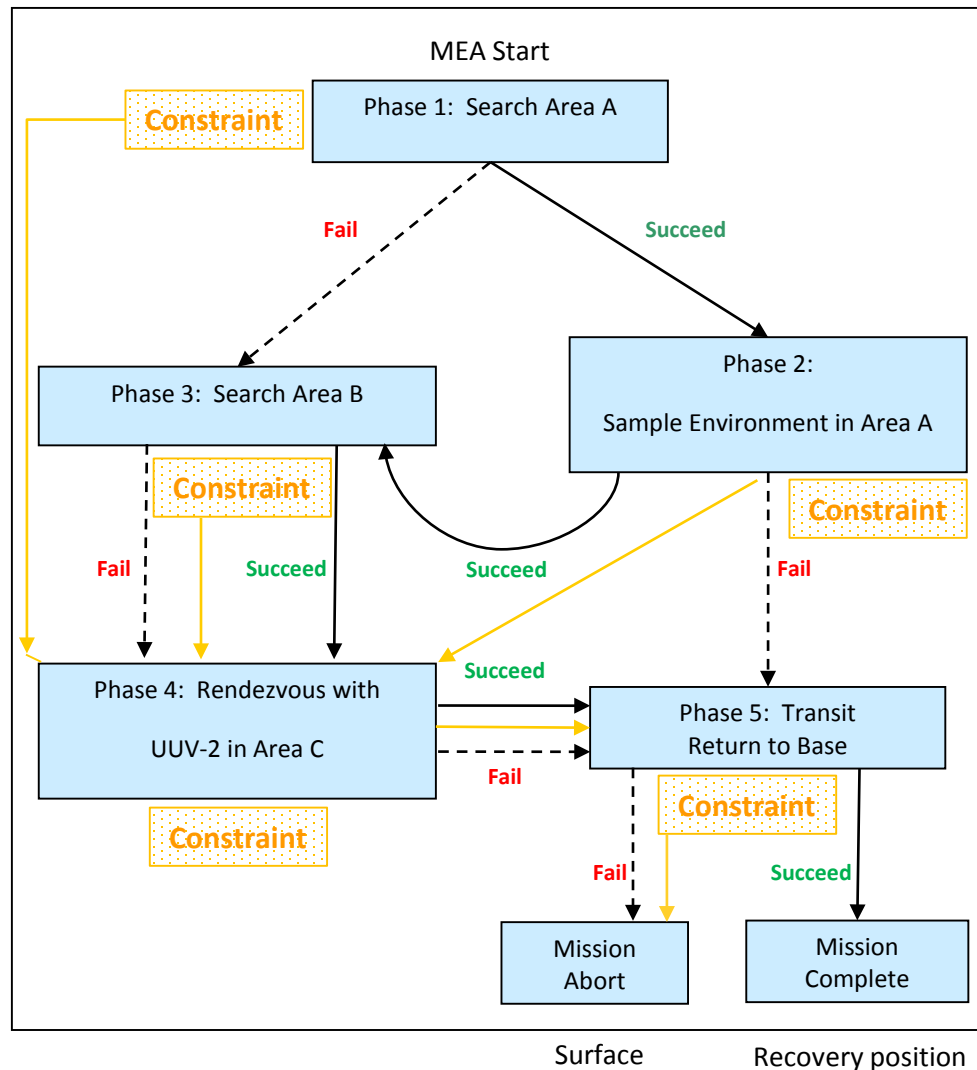 MEA Start
Phase 1:  Search Area A
Constraint
Fail
Succeed
Phase 3:  Search Area B
Phase 2:
Sample Environment in Area A
Constraint
Constraint
Fail
Succeed
Succeed
Fail
Succeed
Phase 4:  Rendezvous with
UUV-2 in Area C
Phase 5:  Transit
Return to Base
Fail
Constraint
Constraint
Fail
Succeed
Mission
Abort
Mission
Complete
Surface
Recovery position